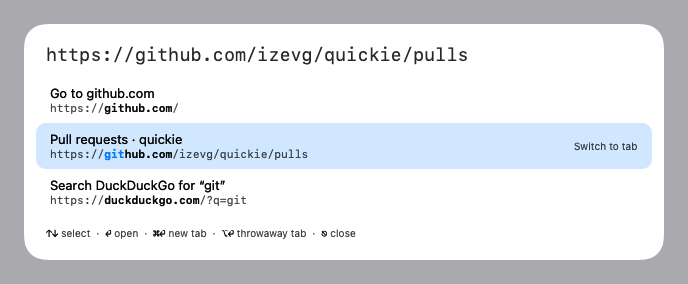 https://github.com/izevg/quickie/pulls
Go to github.com
https://github.com/
Pull requests · quickie
https://github.com/izevg/quickie/pulls
Switch to tab
Search DuckDuckGo for “git”
https://duckduckgo.com/?q=git
↑↓ select · ↵ open · ⌘↵ new tab · ⌥↵ throwaway tab · ⎋ close